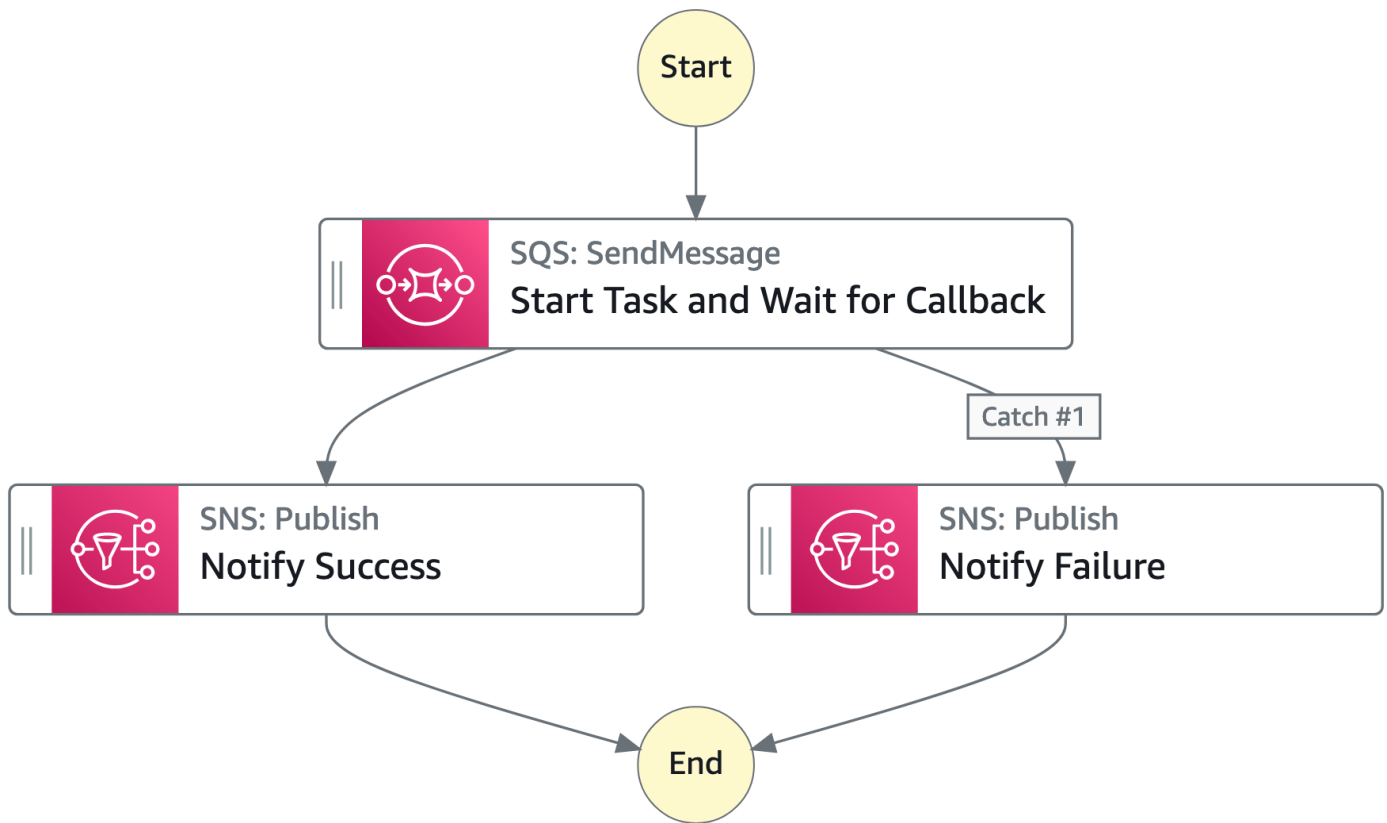 Start
SQS: SendMessage
Start Task and Wait for Callback
Catch #1
SNS: Publish
Notify Success
SNS: Publish
Notify Failure
End